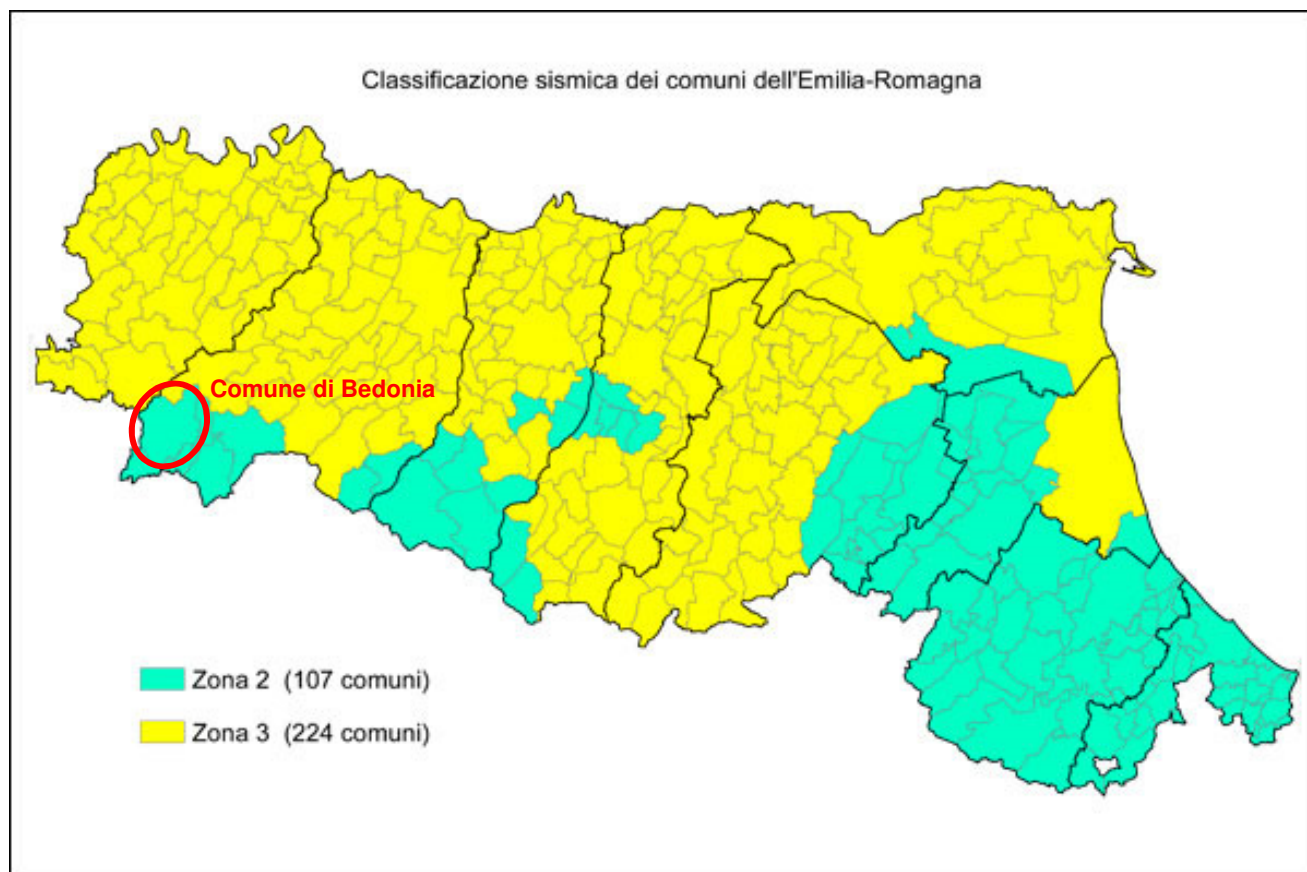 Classificazione sismica dei comuni dell'Emilia-Romagna
Comune di Bedonia
Zona 2 (107 comuni)
Zona 3 (224 comuni)